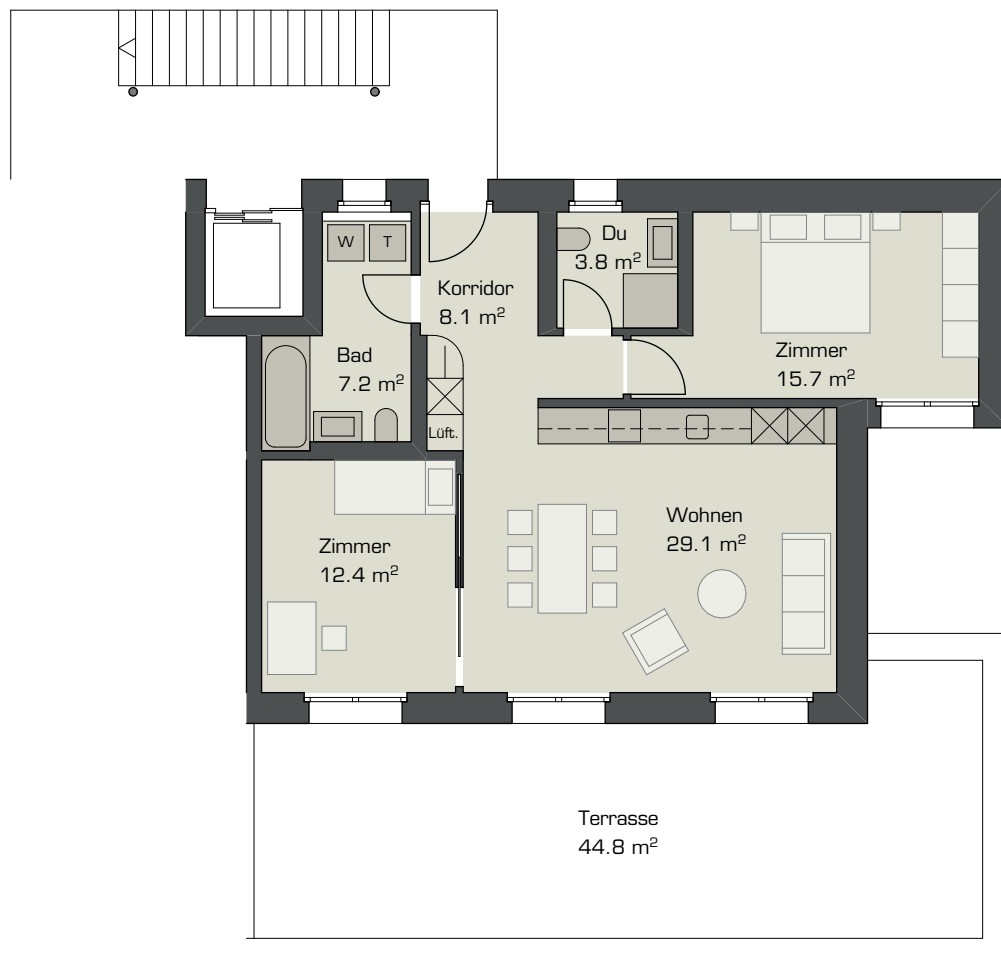 W
T
Du
3.8 m²
Korridor
8.1 m²
Bad
7.2 m²
Zimmer
15.7 m²
Lüft.
Wohnen
29.1 m²
Zimmer
12.4 m²
Terrasse
44.8 m²